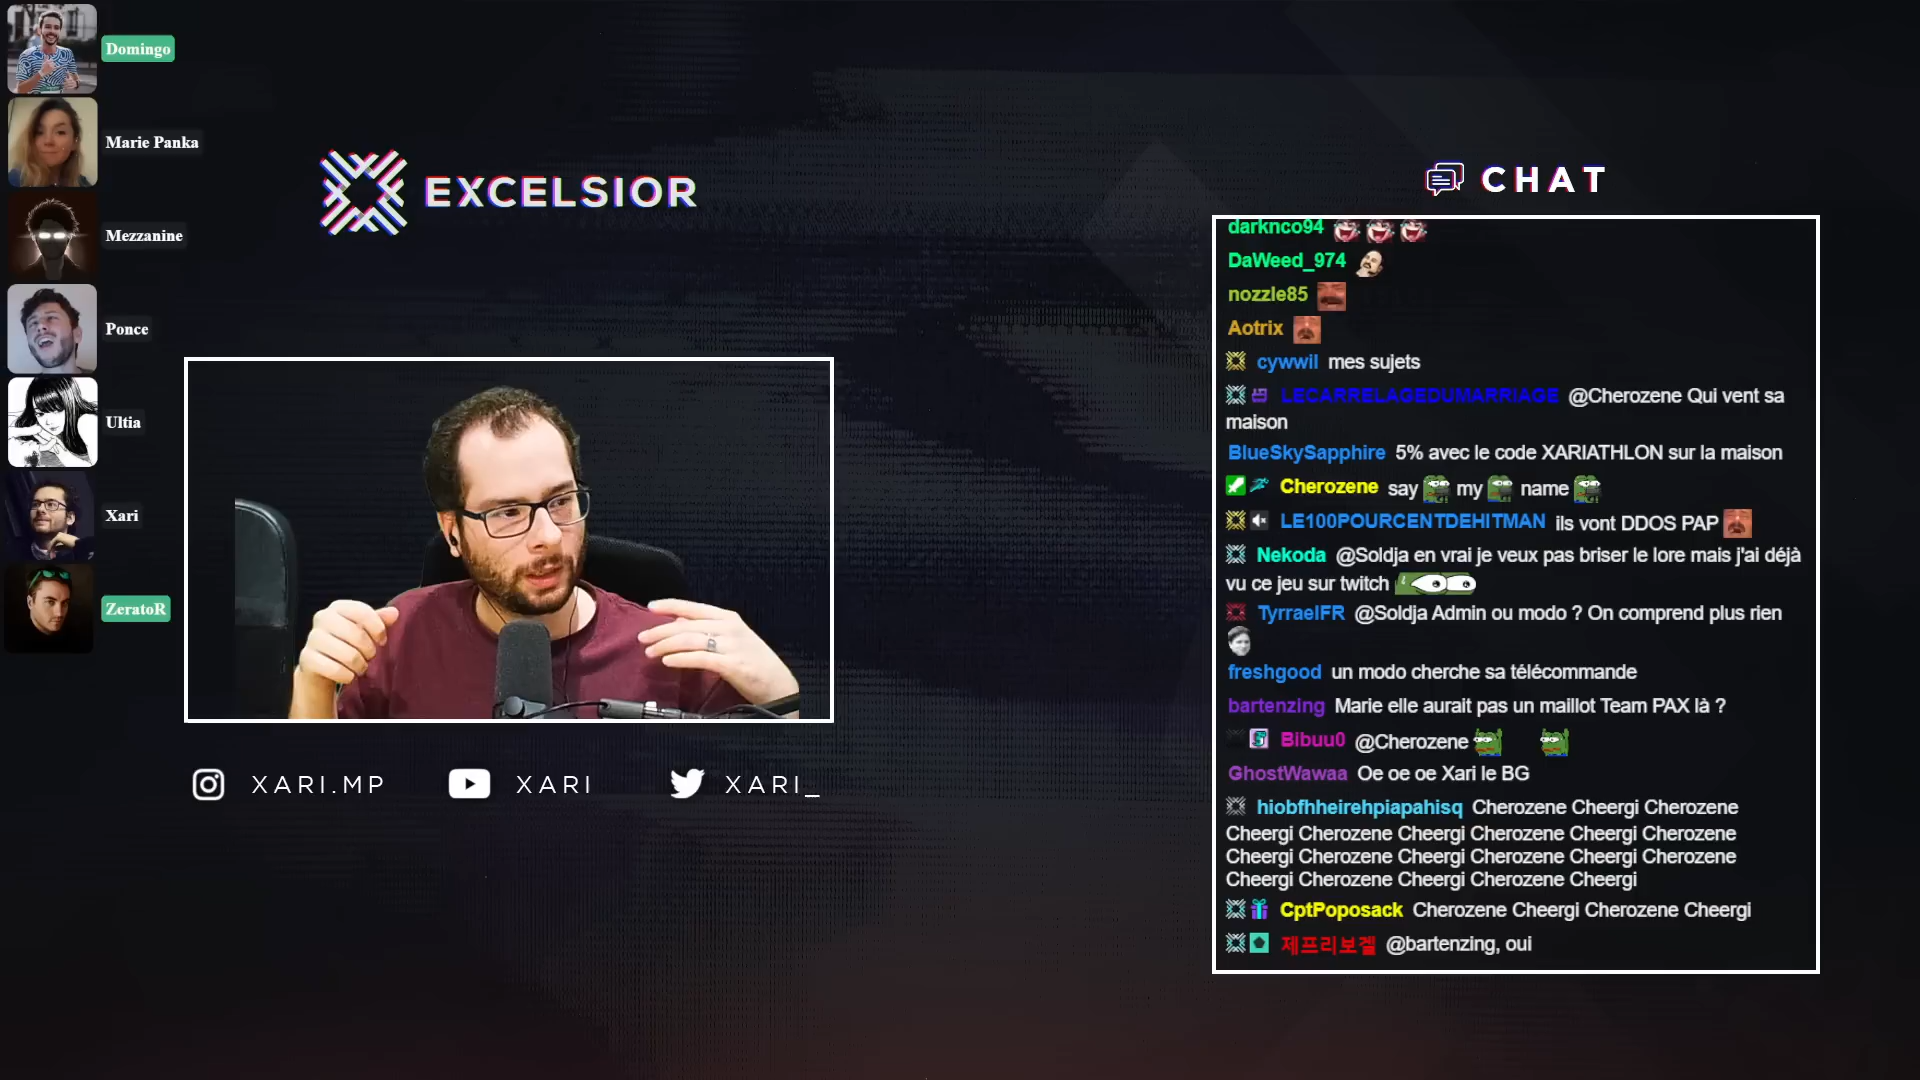 Domingo
Marie Panka
Mezzanine
Ponce
Ultia
Xari
ZeratoR
EXCELSIOR
XARI.MP
XARI
XARI_
CHAT
darknco94
DaWeed_974
nozzle85
Aotrix
cywwil mes sujets
LECARRELAGEDUMARRIAGE @Cherozene Qui vent sa
maison
BlueSkySapphire 5% avec le code XARIATHLON sur la maison
Cherozene say my name
LE100POURCENTDEHITMAN ils vont DDOS PAP
Nekoda @Soldja en vrai je veux pas briser le lore mais j'ai déjà
vu ce jeu sur twitch
TyrraelFR @Soldja Admin ou modo ? On comprend plus rien
freshgood un modo cherche sa télécommande
bartenzing Marie elle aurait pas un maillot Team PAX là ?
Bibuu0 @Cherozene
GhostWawaa Oe oe oe Xari le BG
hiobfhheirehpiapahisq Cherozene Cheergi Cherozene
Cheergi Cherozene Cheergi Cherozene Cheergi Cherozene
Cheergi Cherozene Cheergi Cherozene Cheergi Cherozene
Cheergi Cherozene Cheergi Cherozene Cheergi
CptPoposack Cherozene Cheergi Cherozene Cheergi
제프리보겔 @bartenzing, oui